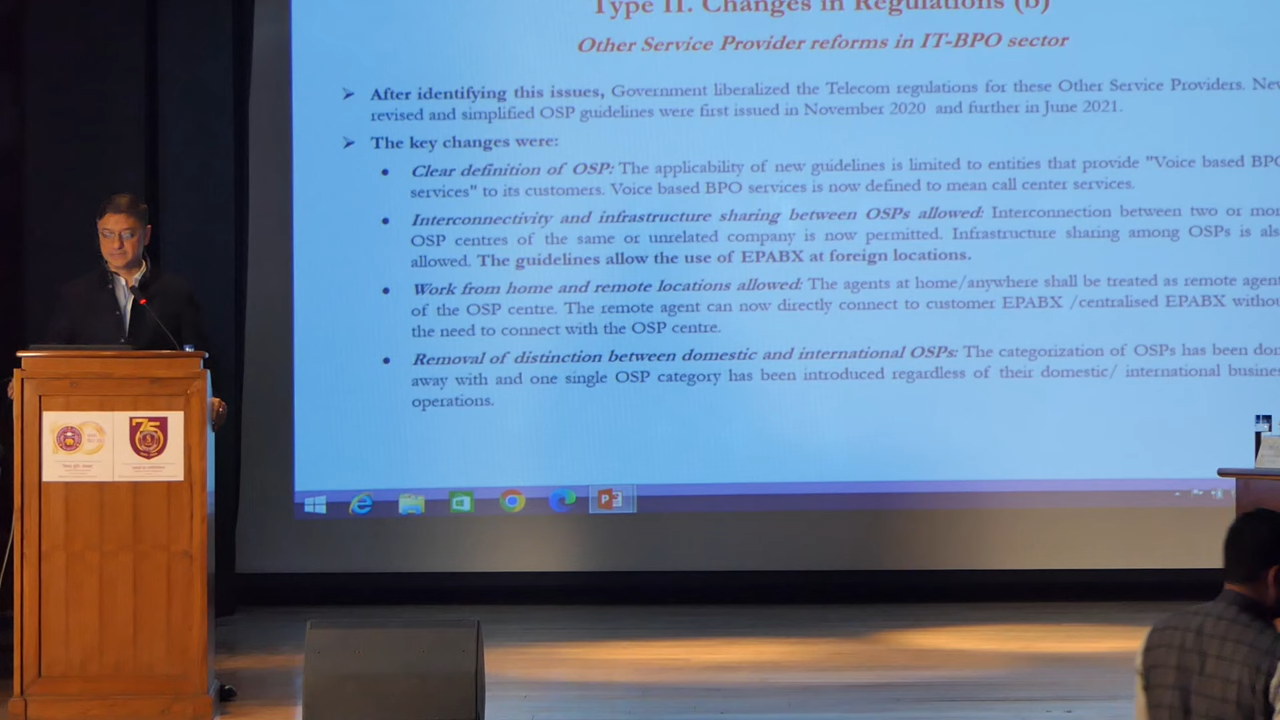 Type II. Changes in Regulations (b)
Other Service Provider reforms in IT-BPO sector
After identifying this issues, Government liberalized the Telecom regulations for these Other Service Providers. New
revised and simplified OSP guidelines were first issued in November 2020 and further in June 2021.
The key changes were:
Clear definition of OSP: The applicability of new guidelines is limited to entities that provide "Voice based BPO
services" to its customers. Voice based BPO services is now defined to mean call center services.
Interconnectivity and infrastructure sharing between OSPs allowed: Interconnection between two or mor
OSP centres of the same or unrelated company is now permitted. Infrastructure sharing among OSPs is als
allowed. The guidelines allow the use of EPABX at foreign locations.
Work from home and remote locations allowed: The agents at home/anywhere shall be treated as remote agent
of the OSP centre. The remote agent can now directly connect to customer EPABX /centralised EPABX withou
the need to connect with the OSP centre.
Removal of distinction between domestic and international OSPs: The categorization of OSPs has been don
away with and one single OSP category has been introduced regardless of their domestic/ international busines
operations.
75